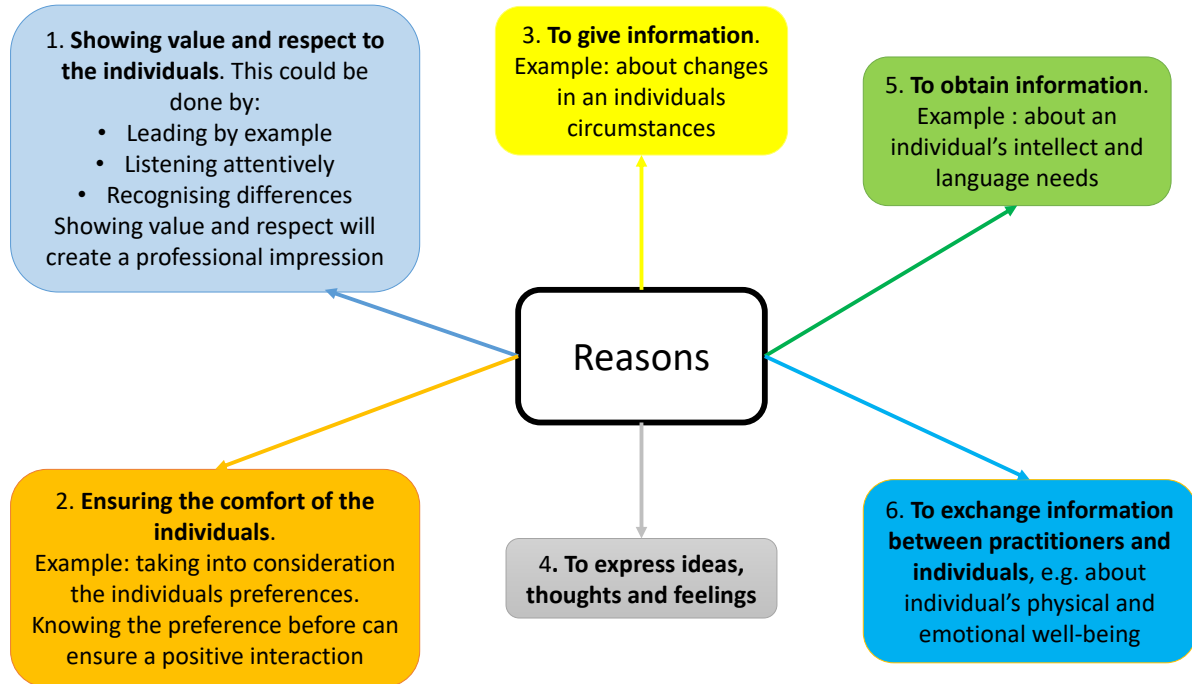 1. Showing value and respect to
the individuals. This could be
done by:
• Leading by example
• Listening attentively
• Recognising differences
Showing value and respect will
create a professional impression
3. To give information.
Example: about changes
in an individuals
circumstances
5. To obtain information.
Example : about an
individual’s intellect and
language needs
Reasons
2. Ensuring the comfort of the
individuals.
Example: taking into consideration
the individuals preferences.
Knowing the preference before can
ensure a positive interaction
4. To express ideas,
thoughts and feelings
6. To exchange information
between practitioners and
individuals, e.g. about
individual’s physical and
emotional well-being